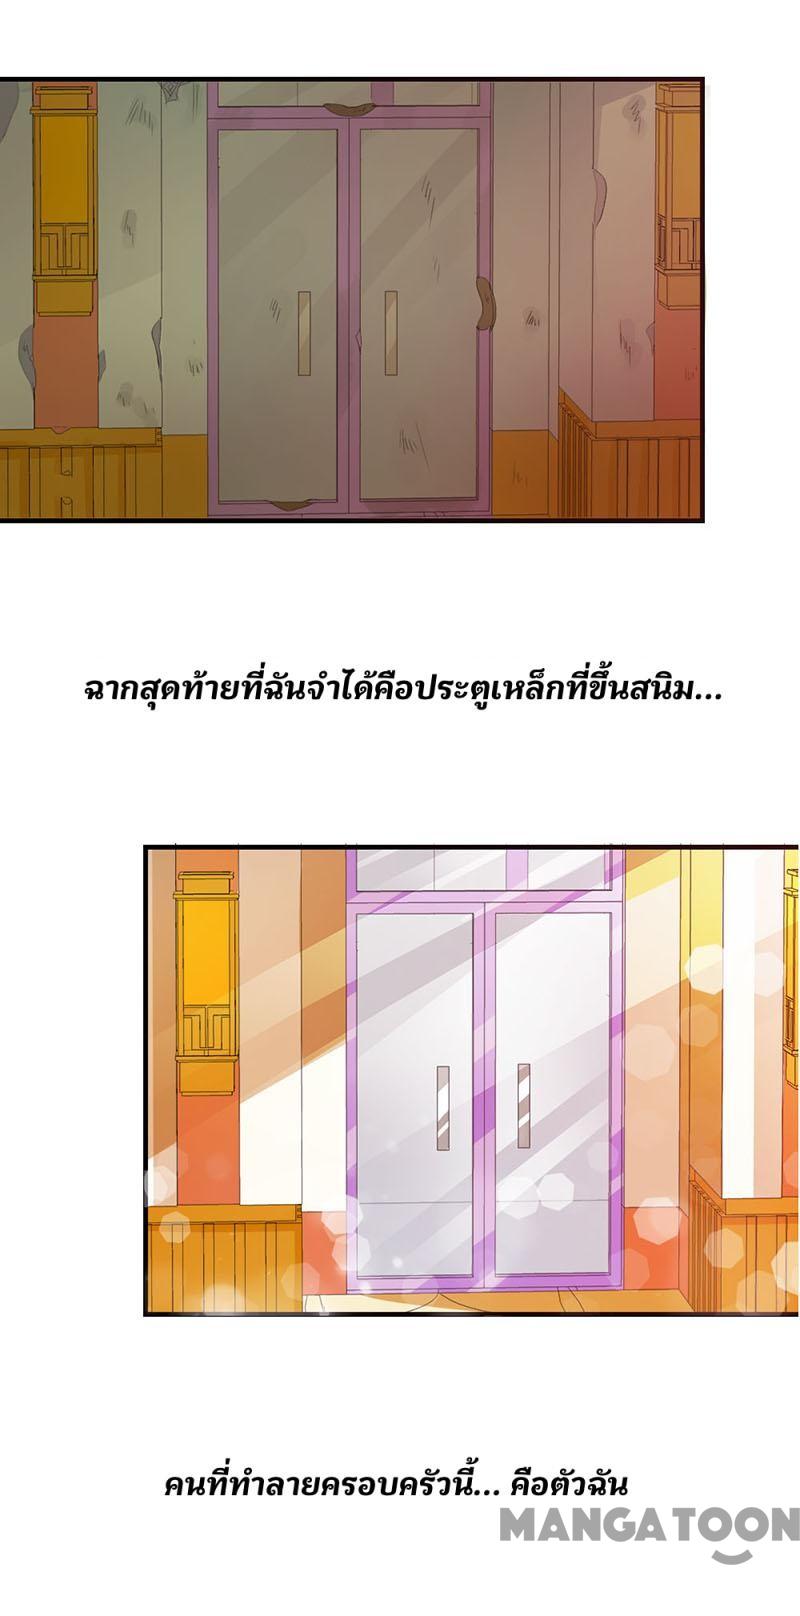 ฉากสุดท้ายที่ฉันจำได้คือประตูเหล็กที่ขึ้นสนิม...
คนที่ทำลายครอบครัวนี้... คือตัวฉัน
MANGATOON